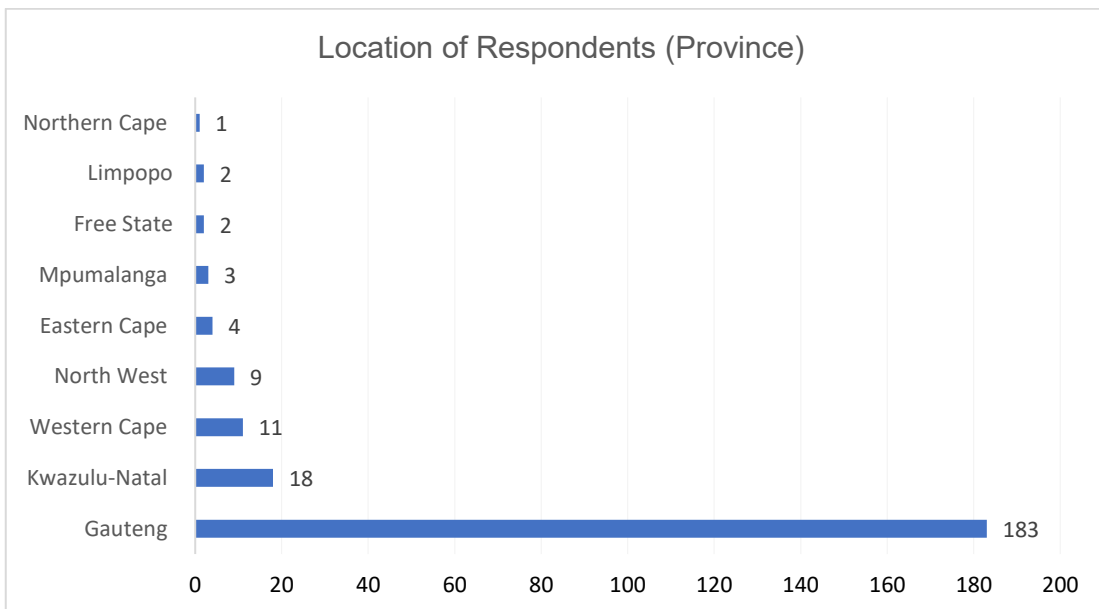 Location of Respondents (Province)
Northern Cape 1
Limpopo 2
Free State 2
Mpumalanga 3
Eastern Cape 4
North West 9
Western Cape 11
Kwazulu-Natal 18
Gauteng 183
0 20 40 60 80 100 120 140 160 180 200